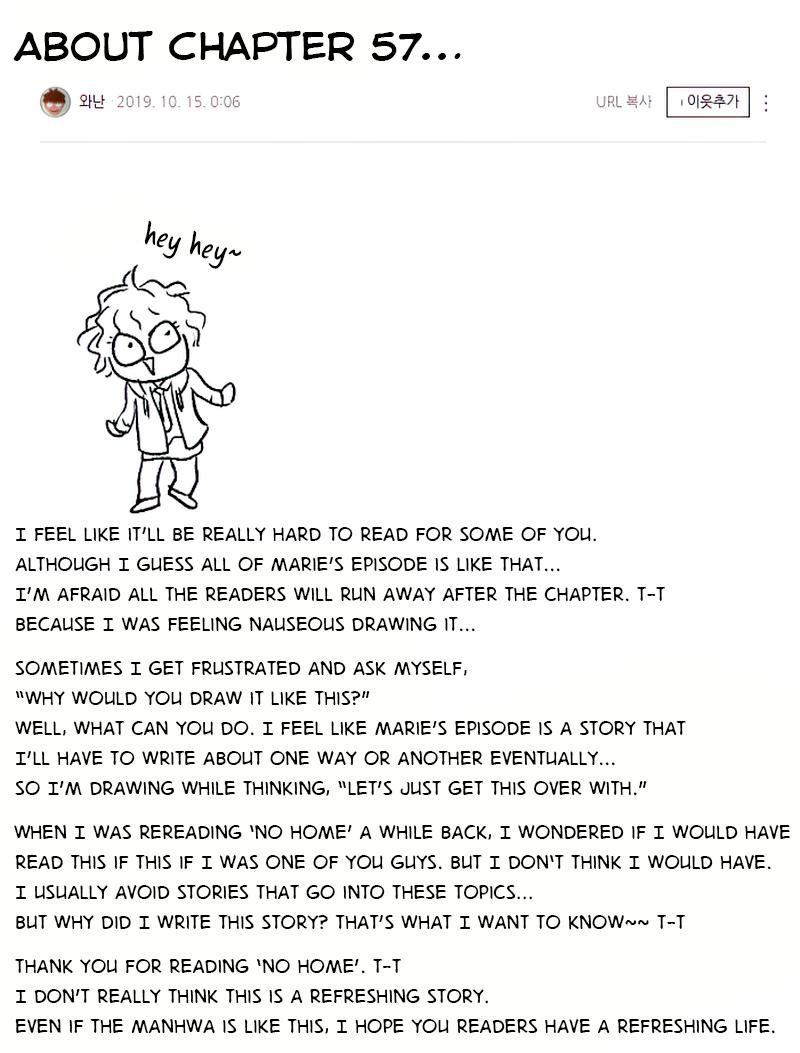 ABOUT CHAPTER 57...
와난 · 2019. 10. 15. 0:06
URL 복사 이웃추가
hey hey~
I FEEL LIKE IT'LL BE REALLY HARD TO READ FOR SOME OF YOU.
ALTHOUGH I GUESS ALL OF MARIE'S EPISODE IS LIKE THAT...
I'M AFRAID ALL THE READERS WILL RUN AWAY AFTER THE CHAPTER. T-T
BECAUSE I WAS FEELING NAUSEOUS DRAWING IT...
SOMETIMES I GET FRUSTRATED AND ASK MYSELF,
"WHY WOULD YOU DRAW IT LIKE THIS?"
WELL, WHAT CAN YOU DO. I FEEL LIKE MARIE'S EPISODE IS A STORY THAT
I'LL HAVE TO WRITE ABOUT ONE WAY OR ANOTHER EVENTUALLY...
SO I'M DRAWING WHILE THINKING, "LET'S JUST GET THIS OVER WITH."
WHEN I WAS REREADING 'NO HOME' A WHILE BACK, I WONDERED IF I WOULD HAVE
READ THIS IF THIS IF I WAS ONE OF YOU GUYS. BUT I DON'T THINK I WOULD HAVE.
I USUALLY AVOID STORIES THAT GO INTO THESE TOPICS...
BUT WHY DID I WRITE THIS STORY? THAT'S WHAT I WANT TO KNOW~~ T-T
THANK YOU FOR READING 'NO HOME'. T-T
I DON'T REALLY THINK THIS IS A REFRESHING STORY.
EVEN IF THE MANHWA IS LIKE THIS, I HOPE YOU READERS HAVE A REFRESHING LIFE.